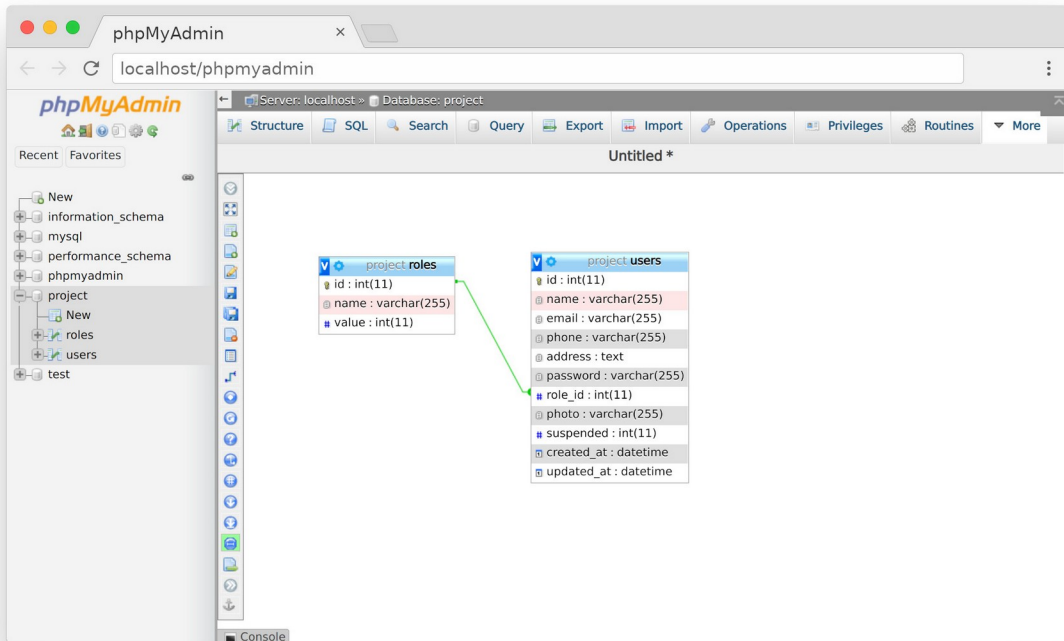 phpMyAdmin ×
localhost/phpmyadmin
phpMyAdmin
Recent Favorites
New
information_schema
mysql
performance_schema
phpmyadmin
project
New
roles
users
test
Server: localhost » Database: project
Structure SQL Search Query Export Import Operations Privileges Routines More
Untitled *
V project roles
id : int(11)
name : varchar(255)
# value : int(11)
V project users
id : int(11)
name : varchar(255)
email : varchar(255)
phone : varchar(255)
address : text
password : varchar(255)
# role_id : int(11)
photo : varchar(255)
# suspended : int(11)
created_at : datetime
updated_at : datetime
Console